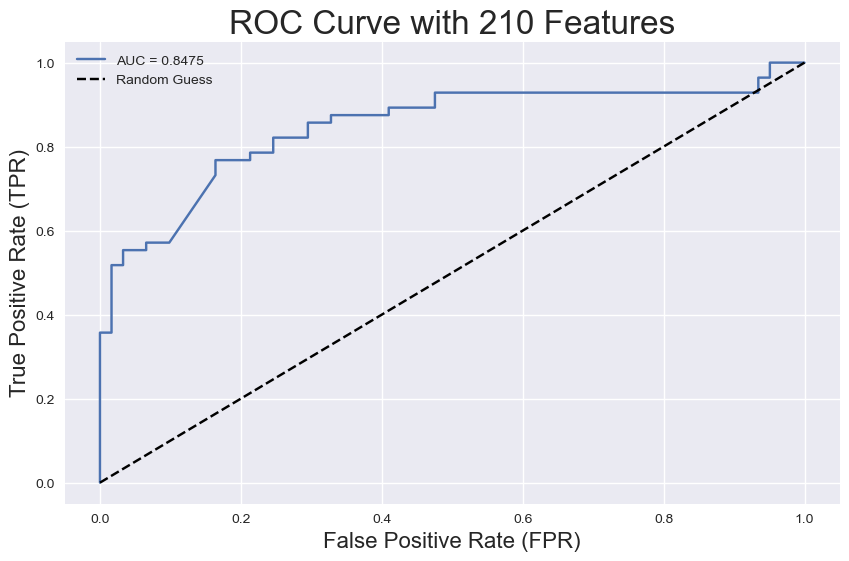 ROC Curve with 210 Features
AUC = 0.8475
Random Guess
True Positive Rate (TPR)
1.0
0.8
0.6
0.4
0.2
0.0
0.0 0.2 0.4 0.6 0.8 1.0
False Positive Rate (FPR)